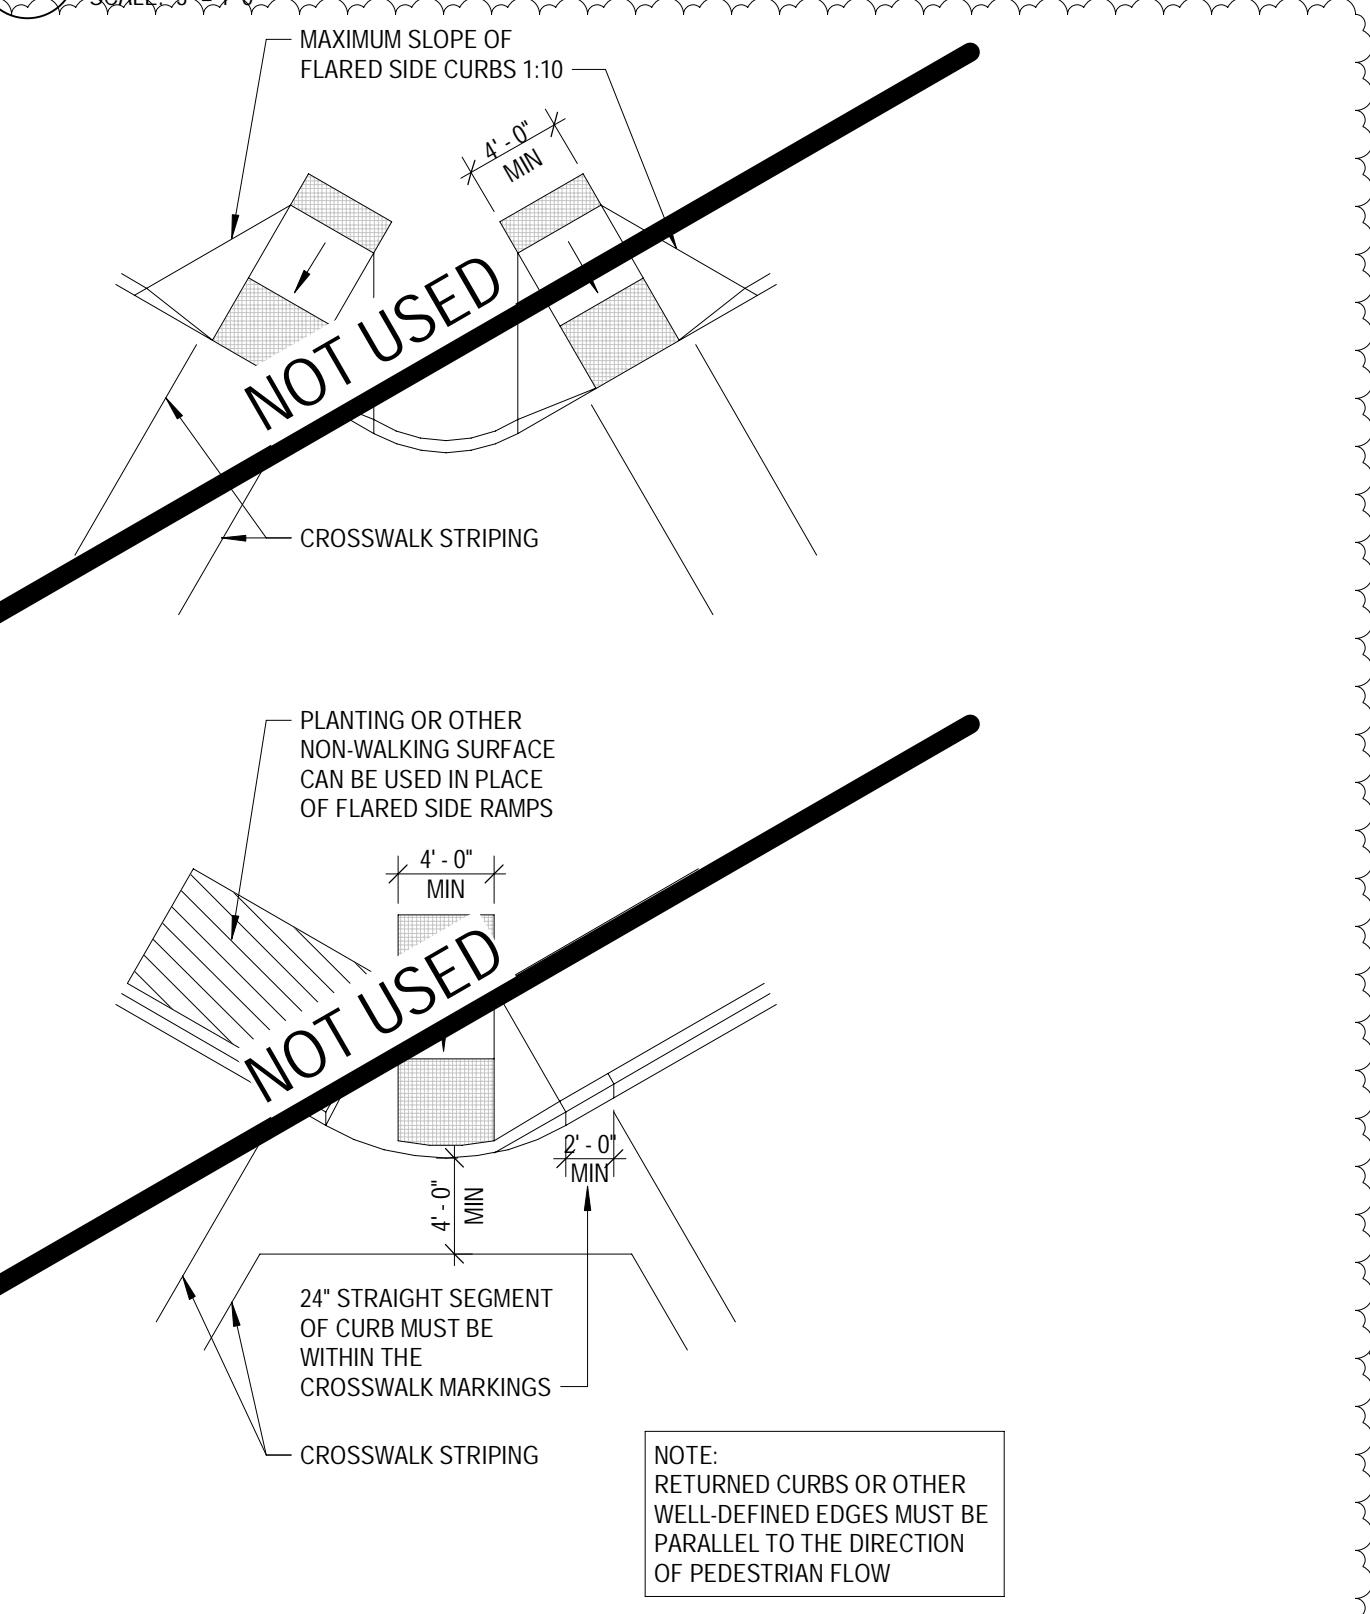 MAXIMUM SLOPE OF
FLARED SIDE CURBS 1:10
4' - 0"
MIN
NOT USED
CROSSWALK STRIPING
PLANTING OR OTHER
NON-WALKING SURFACE
CAN BE USED IN PLACE
OF FLARED SIDE RAMPS
4' - 0"
MIN
NOT USED
2' - 0"
MIN
4' - 0"
MIN
24" STRAIGHT SEGMENT
OF CURB MUST BE
WITHIN THE
CROSSWALK MARKINGS
CROSSWALK STRIPING
NOTE:
RETURNED CURBS OR OTHER
WELL-DEFINED EDGES MUST BE
PARALLEL TO THE DIRECTION
OF PEDESTRIAN FLOW